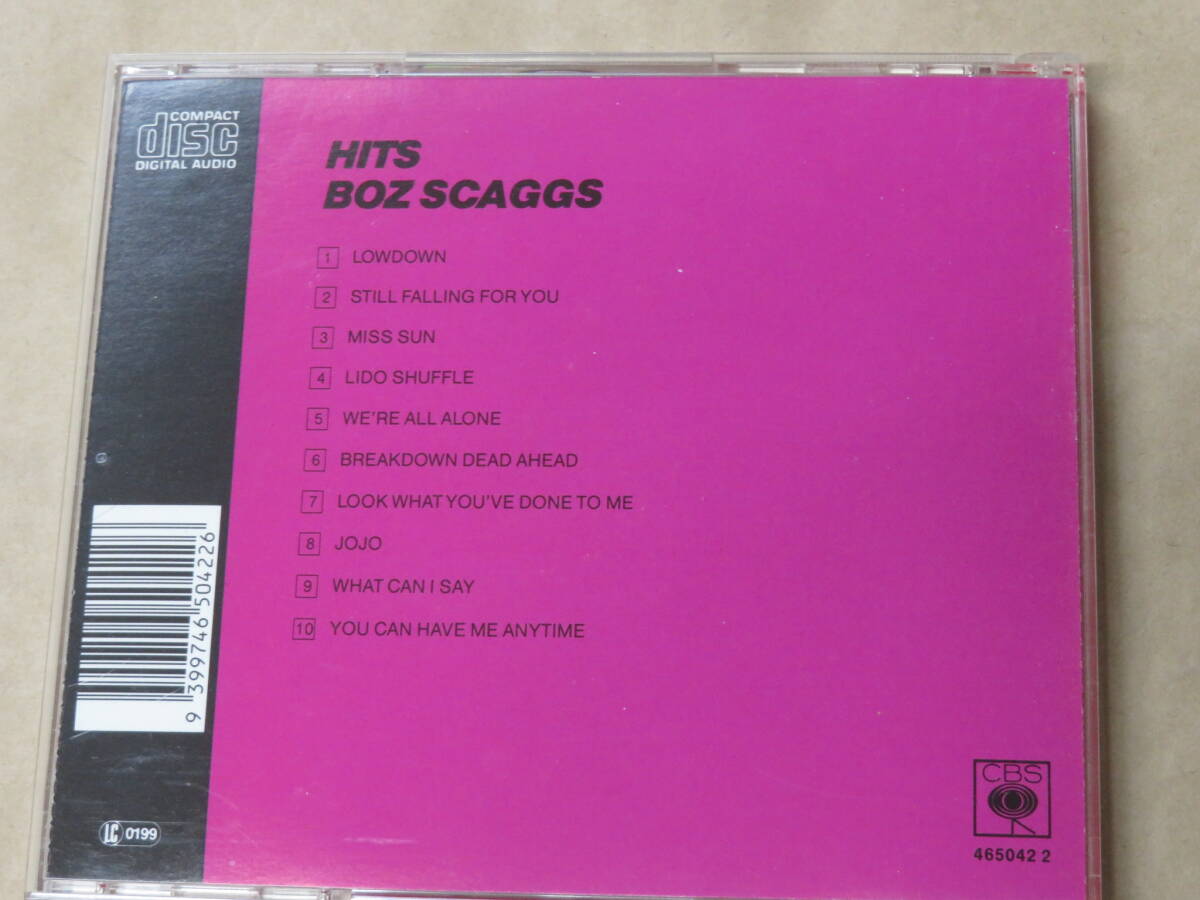 COMPACT
disc
DIGITAL AUDIO
HITS
BOZ SCAGGS
1 LOWDOWN
2 STILL FALLING FOR YOU
3 MISS SUN
4 LIDO SHUFFLE
5 WE'RE ALL ALONE
6 BREAKDOWN DEAD AHEAD
7 LOOK WHAT YOU'VE DONE TO ME
8 JOJO
9 WHAT CAN I SAY
10 YOU CAN HAVE ME ANYTIME
9 399746 504226
LC 0199
CBS
465042 2